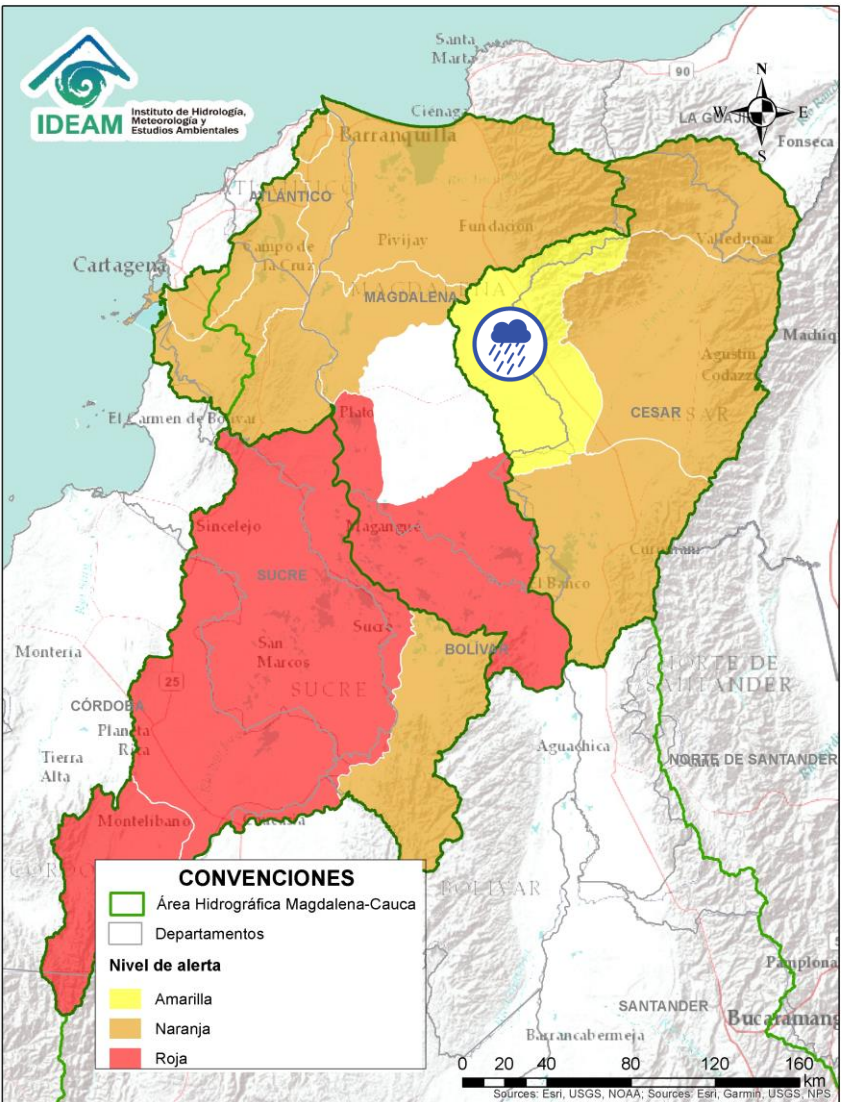 IDEAM
Instituto de Hidrología,
Meteorología y
Estudios Ambientales
N
W
E
S
Santa
Marta
90
LA GUAJIRA
Fonseca
Ciénaga
Barranquilla
ATLÁNTICO
Valledupar
Fundación
Pivijay
Campo de
la Cruz
Cartagena
MAGDALENA
MAGDALENA
Agustín
Codazzi
CESAR
CESAR
El Carmen de Bolívar
Plato
Sincelejo
Magangué
SUCRE
El Banco
Sucre
BOLÍVAR
Montería
San
Marcos
SUCRE
25
NORTE DE
SANTANDER
CÓRDOBA
Planeta
Rica
Tierra
Alta
Aguachica
NORTE DE SANTANDER
Montelíbano
BOLÍVAR
Pamplona
SANTANDER
Bucaramang
Barrancabermeja
CONVENCIONES
Área Hidrográfica Magdalena-Cauca
Departamentos
Nivel de alerta
Amarilla
Naranja
Roja
0 20 40 80 120 160
km
Sources: Esri, USGS, NOAA; Sources: Esri, Garmin, USGS, NPS